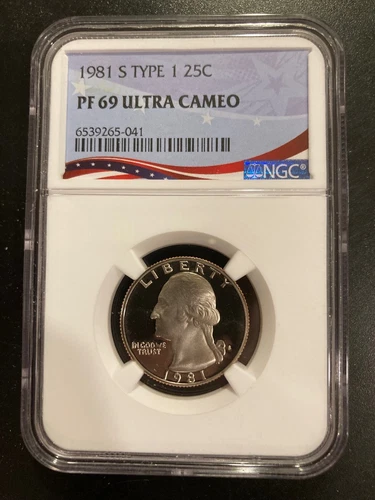 1981 S TYPE 1 25C
PF 69 ULTRA CAMEO
6539265-041
NGC®
LIBERTY
IN GOD WE
TRUST
S
1981